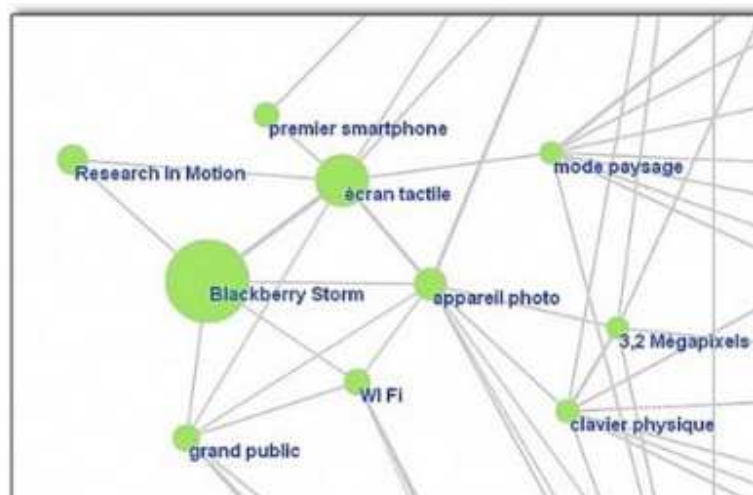 premier smartphone
Research In Motion
mode paysage
écran tactile
Blackberry Storm
appareil photo
3,2 Mégapixels
WI Fi
clavier physique
grand public